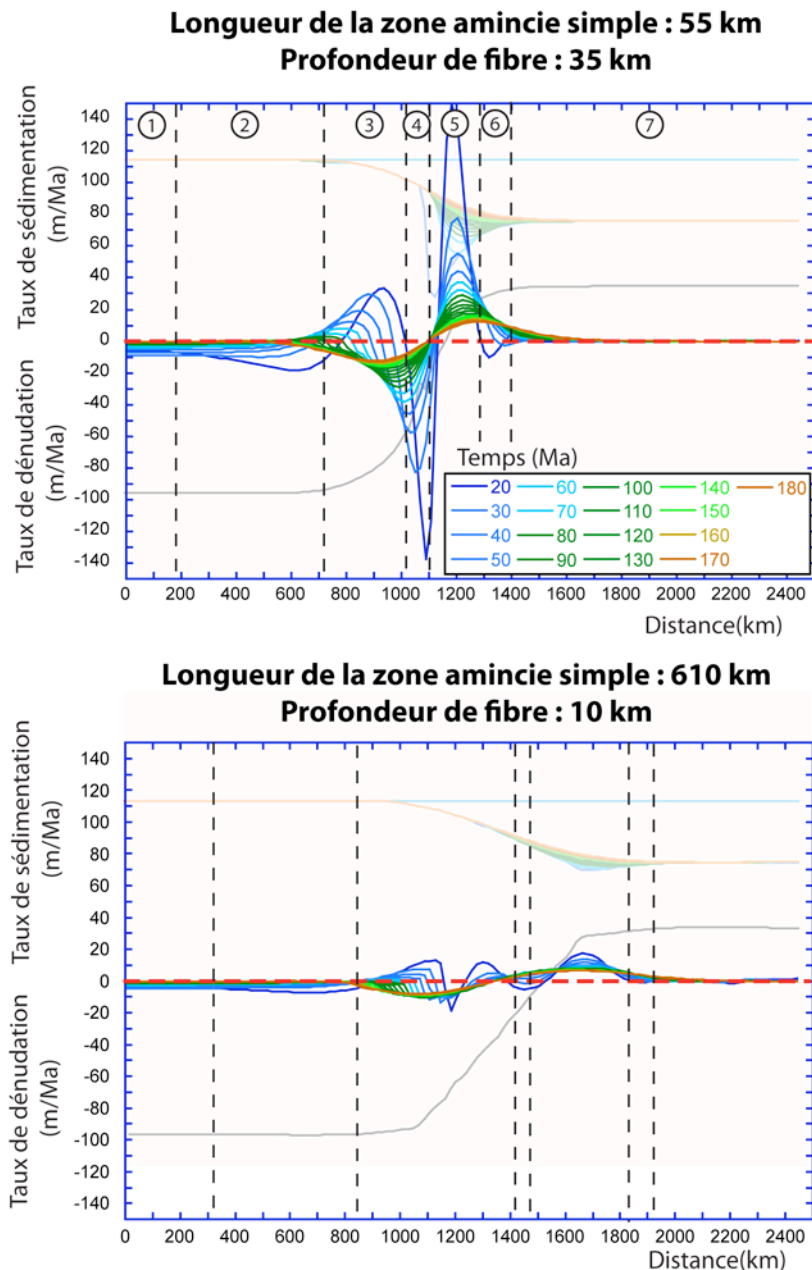 Longueur de la zone amincie simple : 55 km
Profondeur de fibre : 35 km
Taux de sédimentation
(m/Ma)
Taux de dénudation
(m/Ma)
140
120
100
80
60
40
20
0
-20
-40
-60
-80
-100
-120
-140
1 2 3 4 5 6 7
Temps (Ma)
20 60 100 140 180
30 70 110 150
40 80 120 160
50 90 130 170
0 200 400 600 800 1000 1200 1400 1600 1800 2000 2200 2400
Distance(km)
Longueur de la zone amincie simple : 610 km
Profondeur de fibre : 10 km
Taux de sédimentation
(m/Ma)
Taux de dénudation
(m/Ma)
140
120
100
80
60
40
20
0
-20
-40
-60
-80
-100
-120
-140
0 200 400 600 800 1000 1200 1400 1600 1800 2000 2200 2400
Distance(km)